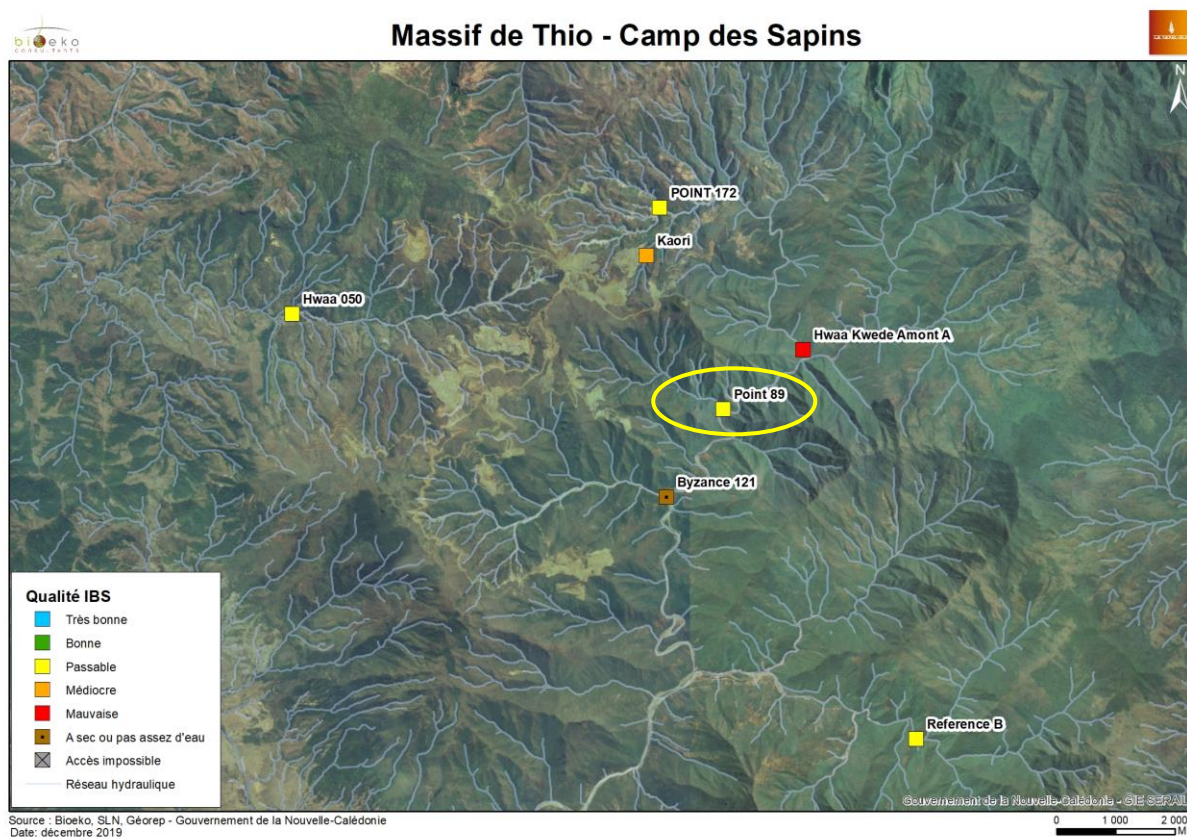 bioeko
CONSULTANTS
Massif de Thio - Camp des Sapins
N
POINT 172
Kaori
Hwaa 050
Hwaa Kwede Amont A
Point 89
Byzance 121
Reference B
Qualité IBS
Très bonne
Bonne
Passable
Médiocre
Mauvaise
A sec ou pas assez d'eau
Accès impossible
Réseau hydraulique
Gouvernement de la Nouvelle-Calédonie - GIE SERAIL
Source : Bioeko, SLN, Géorep - Gouvernement de la Nouvelle-Calédonie
Date: décembre 2019
0 1 000 2 000
M